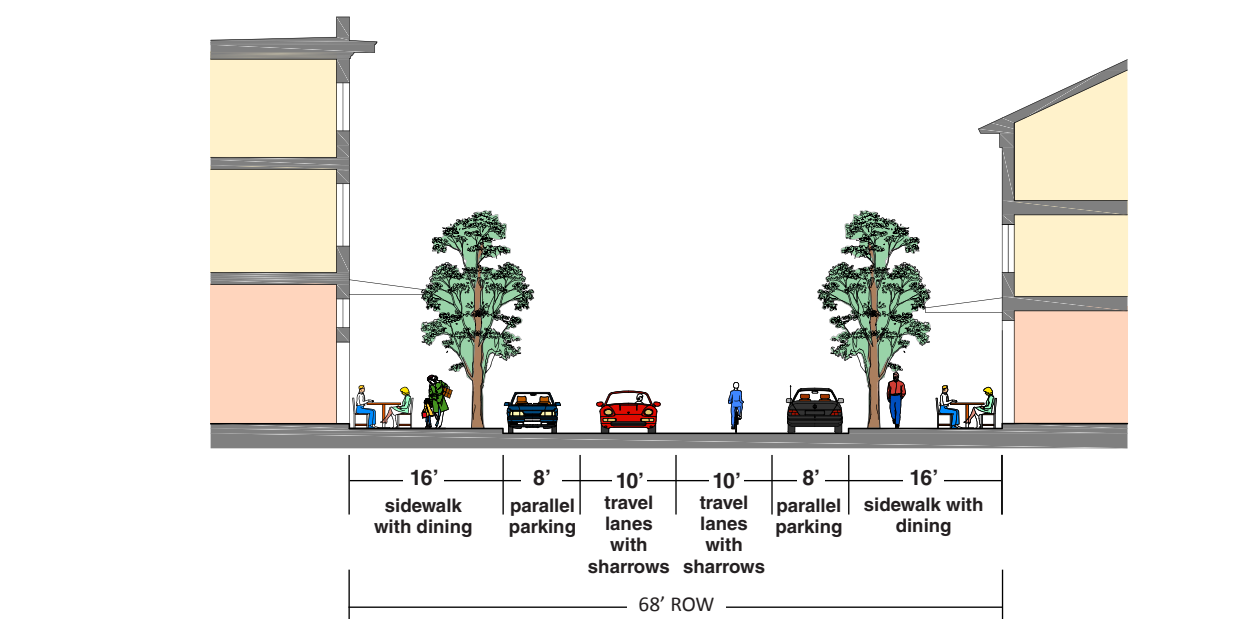 16’
8’
10’
10’
8’
16’
sidewalk
with dining
parallel
parking
travel
lanes
with
sharrows
travel
lanes
with
sharrows
parallel
parking
sidewalk with
dining
68’ ROW